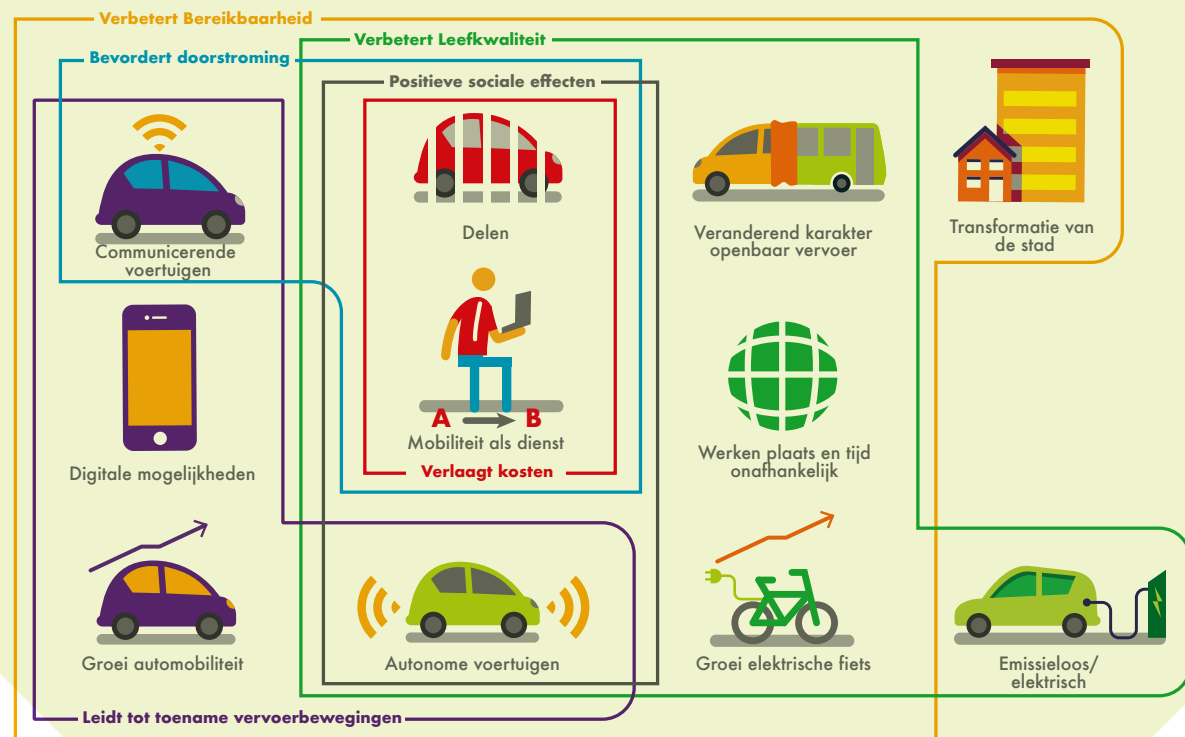 Verbetert Bereikbaarheid
Verbetert Leefkwaliteit
Bevordert doorstroming
Positieve sociale effecten
Communicerende
voertuigen
Delen
Veranderend karakter
openbaar vervoer
Transformatie van
de stad
A B
Mobiliteit als dienst
Verlaagt kosten
Digitale mogelijkheden
Werken plaats en tijd
onafhankelijk
Groei automobiliteit
Autonome voertuigen
Groei elektrische fiets
Emissieloos/
elektrisch
Leidt tot toename vervoerbewegingen